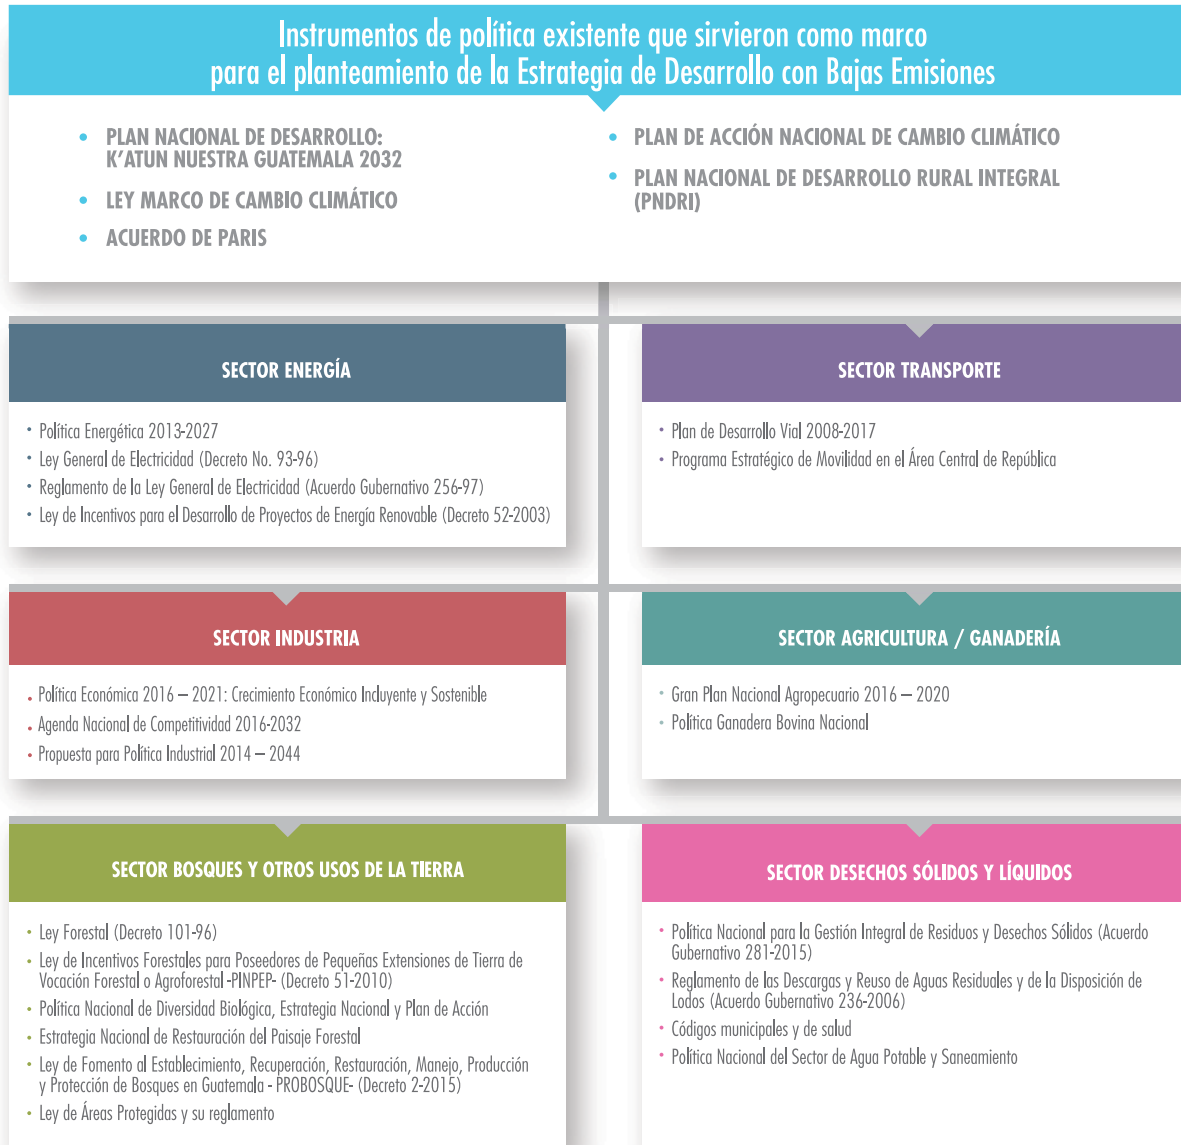 Instrumentos de política existente que sirvieron como marco
para el planteamiento de la Estrategia de Desarrollo con Bajas Emisiones
• PLAN NACIONAL DE DESARROLLO:
K’ATUN NUESTRA GUATEMALA 2032
• LEY MARCO DE CAMBIO CLIMÁTICO
• ACUERDO DE PARIS
• PLAN DE ACCIÓN NACIONAL DE CAMBIO CLIMÁTICO
• PLAN NACIONAL DE DESARROLLO RURAL INTEGRAL
(PNDRI)
SECTOR ENERGÍA
• Política Energética 2013-2027
• Ley General de Electricidad (Decreto No. 93-96)
• Reglamento de la Ley General de Electricidad (Acuerdo Gubernativo 256-97)
• Ley de Incentivos para el Desarrollo de Proyectos de Energía Renovable (Decreto 52-2003)
SECTOR TRANSPORTE
• Plan de Desarrollo Vial 2008-2017
• Programa Estratégico de Movilidad en el Área Central de República
SECTOR INDUSTRIA
• Política Económica 2016 – 2021: Crecimiento Económico Incluyente y Sostenible
• Agenda Nacional de Competitividad 2016-2032
• Propuesta para Política Industrial 2014 – 2044
SECTOR AGRICULTURA / GANADERÍA
• Gran Plan Nacional Agropecuario 2016 – 2020
• Política Ganadera Bovina Nacional
SECTOR BOSQUES Y OTROS USOS DE LA TIERRA
• Ley Forestal (Decreto 101-96)
• Ley de Incentivos Forestales para Poseedores de Pequeñas Extensiones de Tierra de
Vocación Forestal o Agroforestal -PINPEP- (Decreto 51-2010)
• Política Nacional de Diversidad Biológica, Estrategia Nacional y Plan de Acción
• Estrategia Nacional de Restauración del Paisaje Forestal
• Ley de Fomento al Establecimiento, Recuperación, Restauración, Manejo, Producción
y Protección de Bosques en Guatemala - PROBOSQUE- (Decreto 2-2015)
• Ley de Áreas Protegidas y su reglamento
SECTOR DESECHOS SÓLIDOS Y LÍQUIDOS
• Política Nacional para la Gestión Integral de Residuos y Desechos Sólidos (Acuerdo
Gubernativo 281-2015)
• Reglamento de las Descargas y Reuso de Aguas Residuales y de la Disposición de
Lodos (Acuerdo Gubernativo 236-2006)
• Códigos municipales y de salud
• Política Nacional del Sector de Agua Potable y Saneamiento